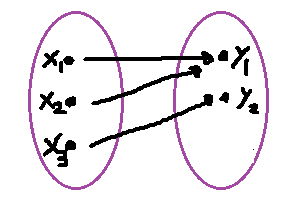 x₁ y₁
x₂ y₂
x₃